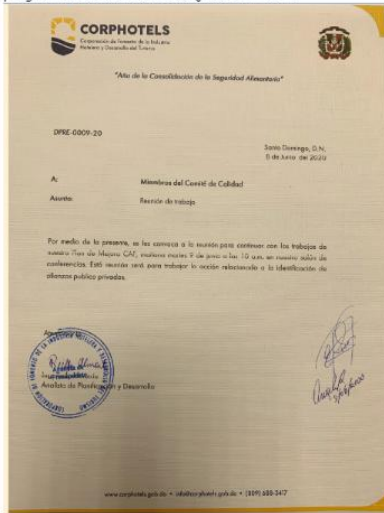 CORPHOTELS
Corporación de Fomento de la Industria
Hotelera y Desarrollo del Turismo
"Año de la Consolidación de la Seguridad Alimentaria"
DPRE-0009-20
Santo Domingo, D.N.
8 de Junio del 2020
A: Miembros del Comité de Calidad
Asunto: Reunión de trabajo
Por medio de la presente, se les convoca a la reunión para continuar con los trabajos de
nuestro Plan de Mejora CAF, mañana martes 9 de junio a las 10 a.m. en nuestro salón de
conferencias. Está reunión será para trabajar la acción relacionada a la identificación de
alianzas publico privadas.
Analista de Planificación y Desarrollo
www.corphotels.gob.do • info@corphotels.gob.do • (809) 688-3417